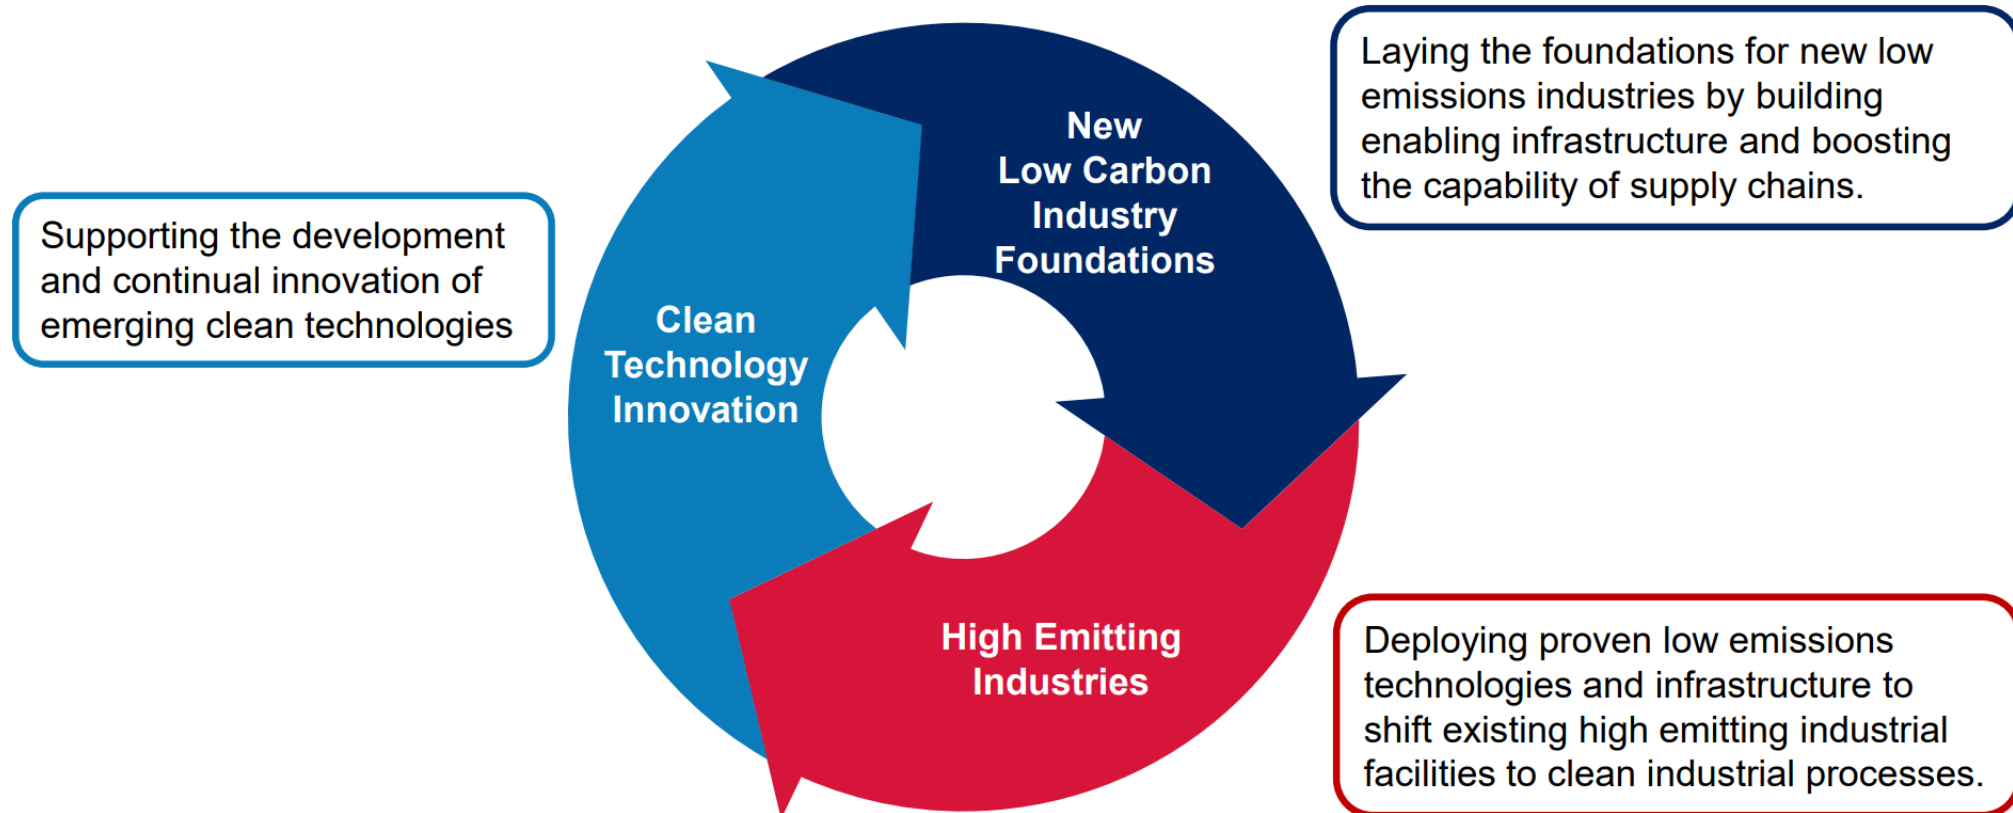 New
Low Carbon
Industry
Foundations
Laying the foundations for new low
emissions industries by building
enabling infrastructure and boosting
the capability of supply chains.
Supporting the development
and continual innovation of
emerging clean technologies
Clean
Technology
Innovation
High Emitting
Industries
Deploying proven low emissions
technologies and infrastructure to
shift existing high emitting industrial
facilities to clean industrial processes.